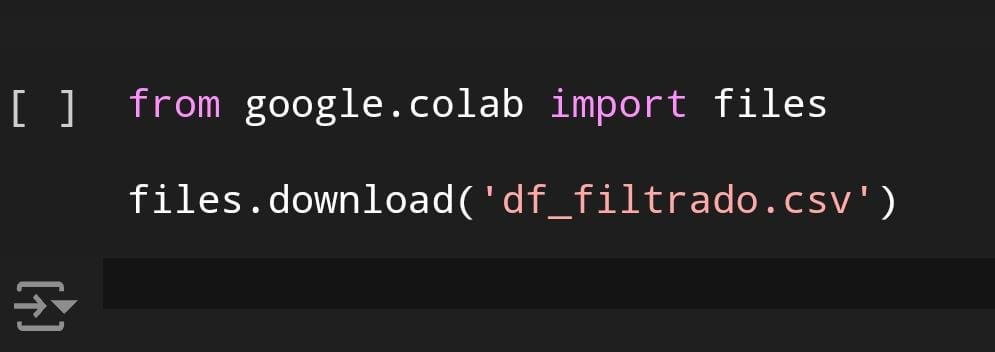 [ ] from google.colab import files
files.download('df_filtrado.csv')